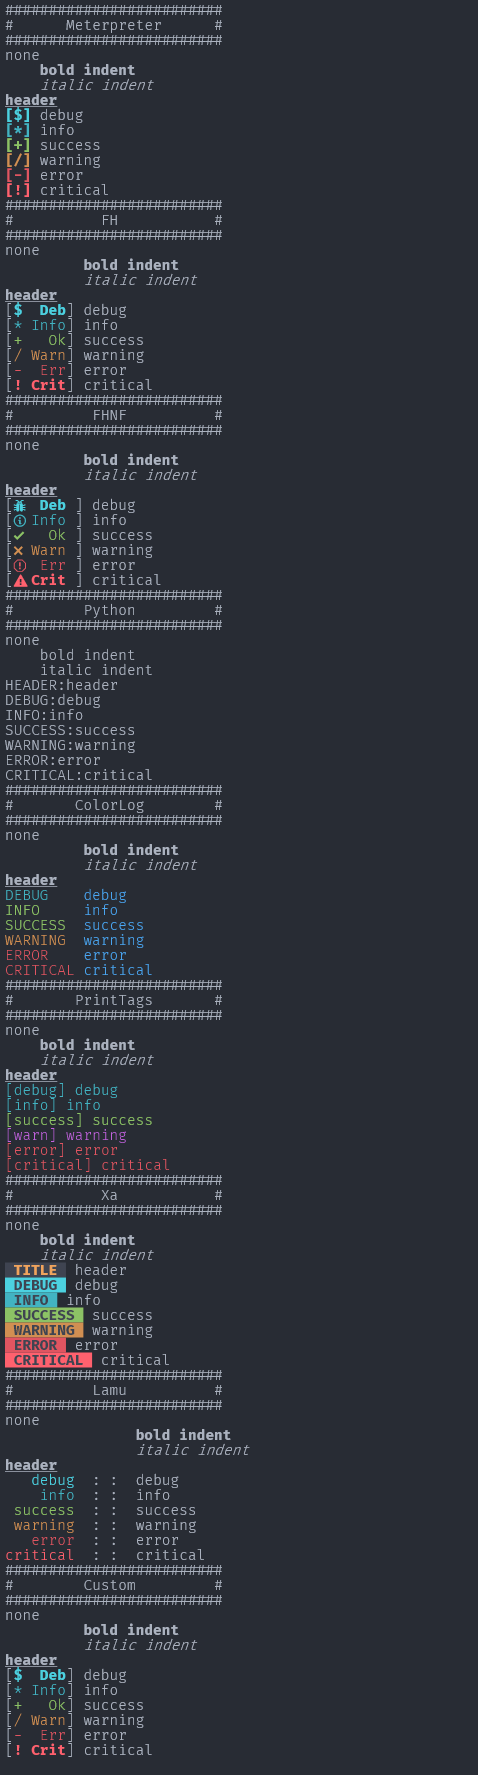 #########################
#      Meterpreter      #
#########################
none
    bold indent
    italic indent
header
[$] debug
[*] info
[+] success
[/] warning
[-] error
[!] critical
#########################
#          FH           #
#########################
none
         bold indent
         italic indent
header
[$  Deb] debug
[* Info] info
[+   Ok] success
[/ Warn] warning
[-  Err] error
[! Crit] critical
#########################
#         FHNF          #
#########################
none
         bold indent
         italic indent
header
[  Deb ] debug
[ Info ] info
[   Ok ] success
[ Warn ] warning
[  Err ] error
[ Crit ] critical
#########################
#        Python         #
#########################
none
    bold indent
    italic indent
HEADER:header
DEBUG:debug
INFO:info
SUCCESS:success
WARNING:warning
ERROR:error
CRITICAL:critical
#########################
#       ColorLog        #
#########################
none
         bold indent
         italic indent
header
DEBUG    debug
INFO     info
SUCCESS  success
WARNING  warning
ERROR    error
CRITICAL critical
#########################
#       PrintTags       #
#########################
none
    bold indent
    italic indent
header
[debug] debug
[info] info
[success] success
[warn] warning
[error] error
[critical] critical
#########################
#          Xa           #
#########################
none
    bold indent
    italic indent
 TITLE  header
 DEBUG  debug
 INFO  info
 SUCCESS  success
 WARNING  warning
 ERROR  error
 CRITICAL  critical
#########################
#         Lamu          #
#########################
none
               bold indent
               italic indent
header
   debug  : :  debug
    info  : :  info
 success  : :  success
 warning  : :  warning
   error  : :  error
critical  : :  critical
#########################
#        Custom         #
#########################
none
         bold indent
         italic indent
header
[$  Deb] debug
[* Info] info
[+   Ok] success
[/ Warn] warning
[-  Err] error
[! Crit] critical